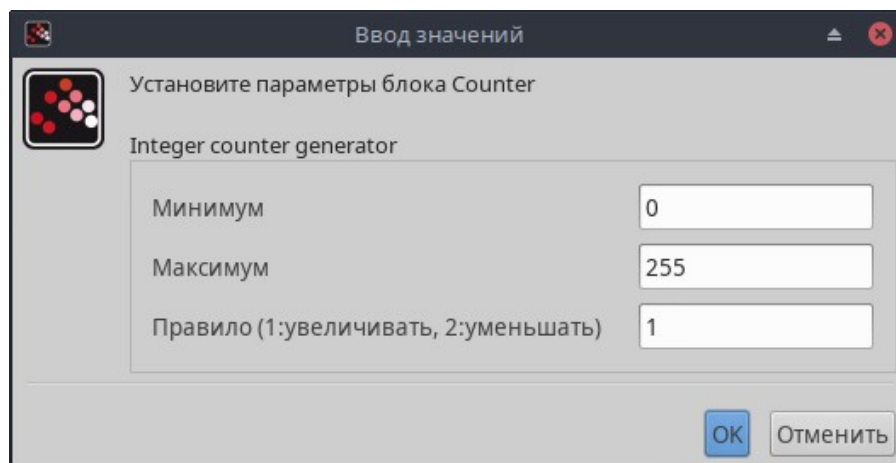 Ввод значений
Установите параметры блока Counter
Integer counter generator
Минимум 0
Максимум 255
Правило (1:увеличивать, 2:уменьшать) 1
OK Отменить